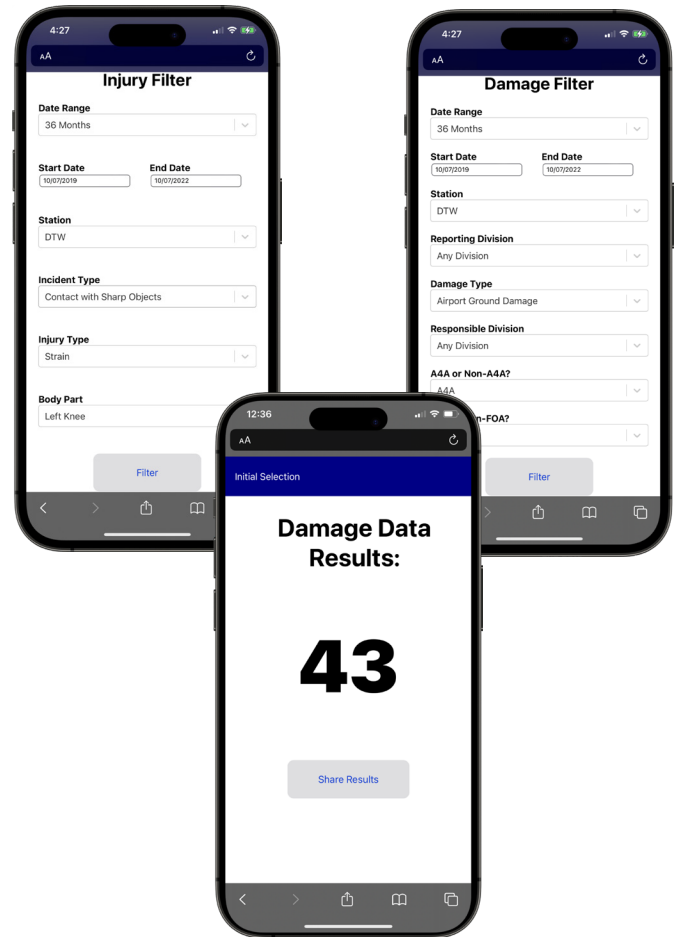 4:27
AA
Injury Filter
Date Range
36 Months
Start Date End Date
10/07/2019 10/07/2022
Station
DTW
Incident Type
Contact with Sharp Objects
Injury Type
Strain
Body Part
Left Knee
Filter
4:27
AA
Damage Filter
Date Range
36 Months
Start Date End Date
10/07/2019 10/07/2022
Station
DTW
Reporting Division
Any Division
Damage Type
Airport Ground Damage
Responsible Division
Any Division
A4A or Non-A4A?
A4A
n-FOA?
Filter
12:36
AA
Initial Selection
Damage Data
Results:
43
Share Results